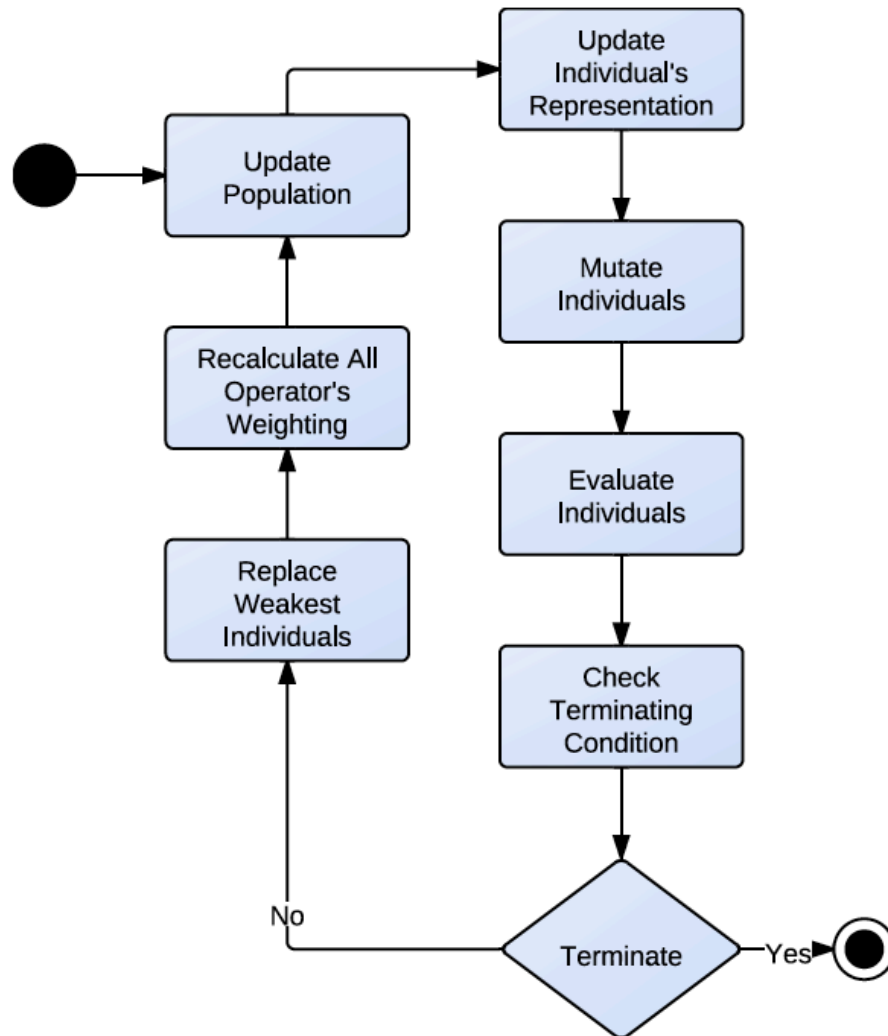 Update
Individual's
Representation
Update
Population
Mutate
Individuals
Recalculate All
Operator's
Weighting
Evaluate
Individuals
Replace
Weakest
Individuals
Check
Terminating
Condition
No
Terminate
Yes